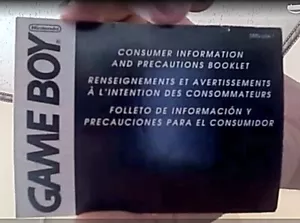 Nintendo
GAME BOY
CONSUMER INFORMATION
AND PRECAUTIONS BOOKLET
RENSEIGNEMENTS ET AVERTISSEMENTS
À L'INTENTION DES CONSOMMATEURS
FOLLETO DE INFORMACIÓN Y
PRECAUCIONES PARA EL CONSUMIDOR